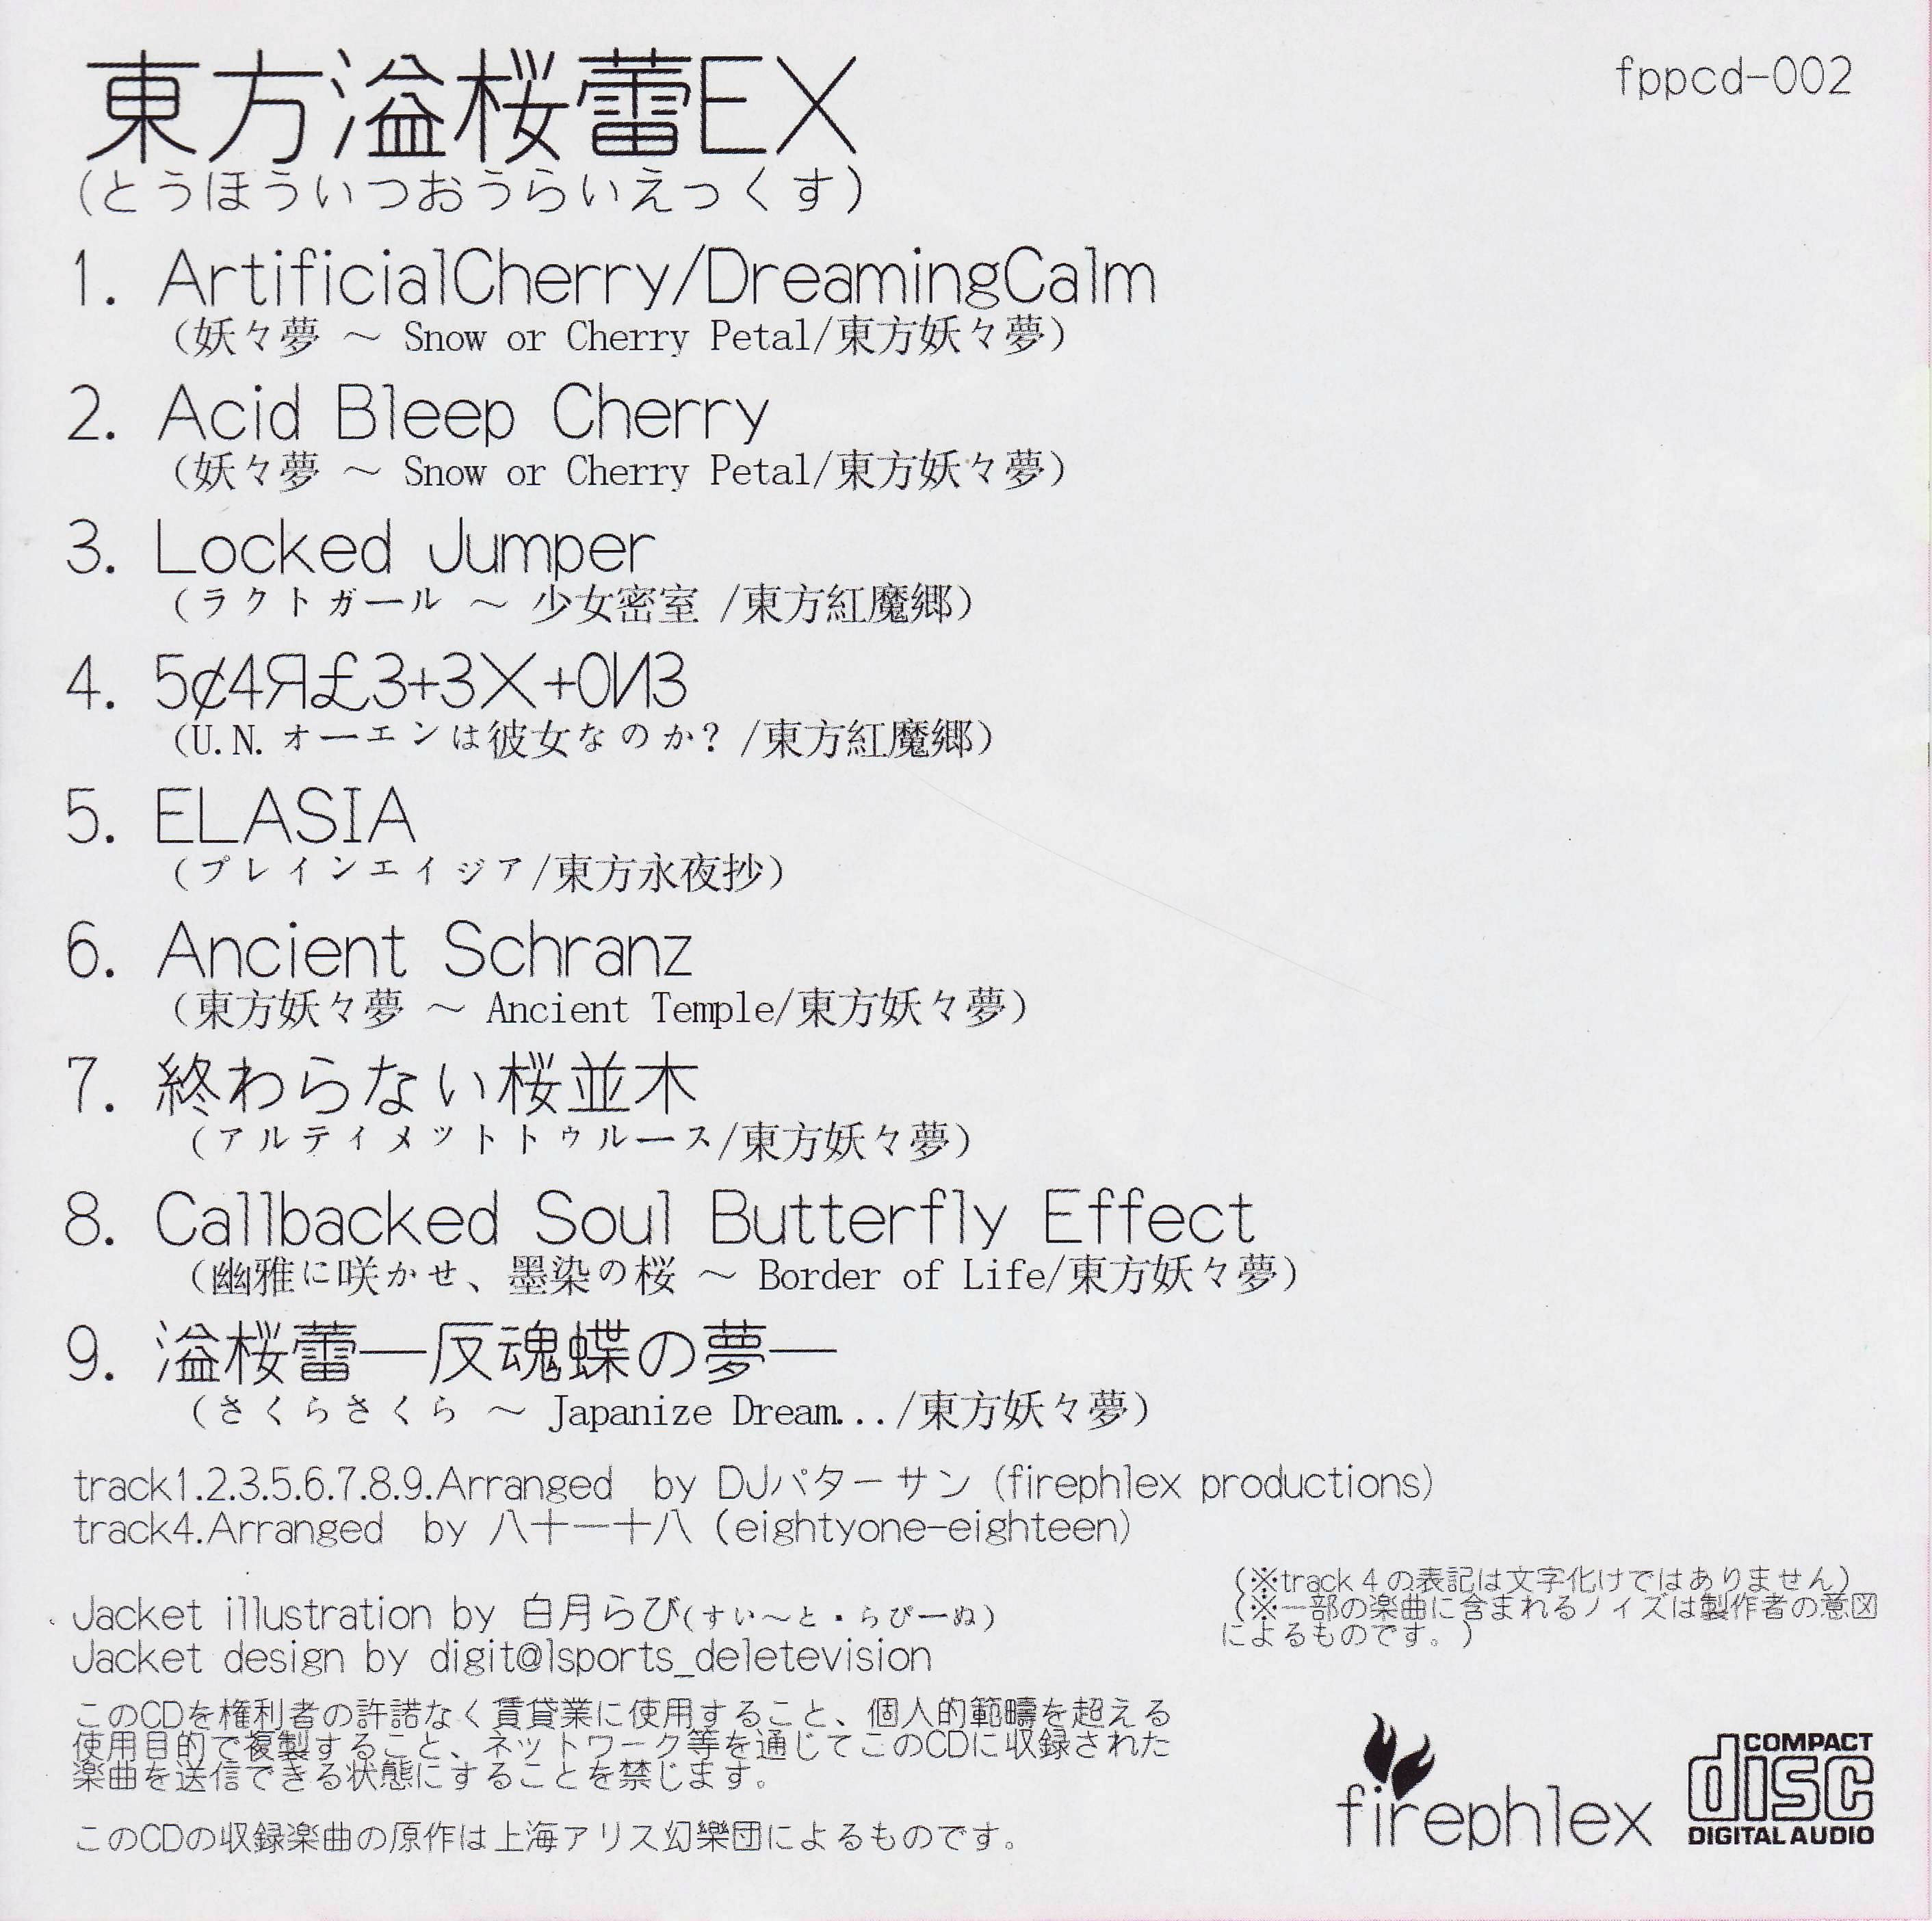 東方溢桜蕾EX
fppcd-002
(とうほういつおうらいえっくす)
1. ArtificialCherry/DreamingCalm
(妖々夢 ～ Snow or Cherry Petal/東方妖々夢)
2. Acid Bleep Cherry
(妖々夢 ～ Snow or Cherry Petal/東方妖々夢)
3. Locked Jumper
(ラクトガール ～ 少女密室 /東方紅魔郷)
4. 5¢4Я£3+3X+0И3
(U.N.オーエンは彼女なのか? /東方紅魔郷)
5. ELASIA
(プレインエイジア/東方永夜抄)
6. Ancient Schranz
(東方妖々夢 ～ Ancient Temple/東方妖々夢)
7. 終わらない桜並木
(アルティメットトゥルース/東方妖々夢)
8. Callbacked Soul Butterfly Effect
(幽雅に咲かせ、墨染の桜 ～ Border of Life/東方妖々夢)
9. 溢桜蕾―反魂蝶の夢―
(さくらさくら ～ Japanize Dream.../東方妖々夢)
track1.2.3.5.6.7.8.9.Arranged by DJパターサン (firephlex productions)
track4.Arranged by 八十一十八 (eightyone-eighteen)
(※track 4 の表記は文字化けではありません)
(※一部の楽曲に含まれるノイズは製作者の意図
によるものです。)
Jacket illustration by 白月らび(すい～と・らびーぬ)
Jacket design by digit@lsports_deletevision
このCDを権利者の許諾なく賃貸業に使用すること、個人的範疇を超える
使用目的で複製すること、ネットワーク等を通じてこのCDに収録された
楽曲を送信できる状態にすることを禁じます。
このCDの収録楽曲の原作は上海アリス幻樂団によるものです。
firephlex
COMPACT
disc
DIGITAL AUDIO